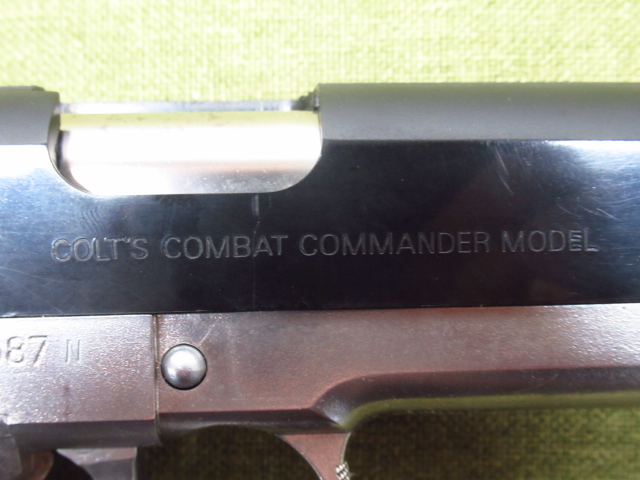 COLT'S COMBAT COMMANDER MODEL
87 N